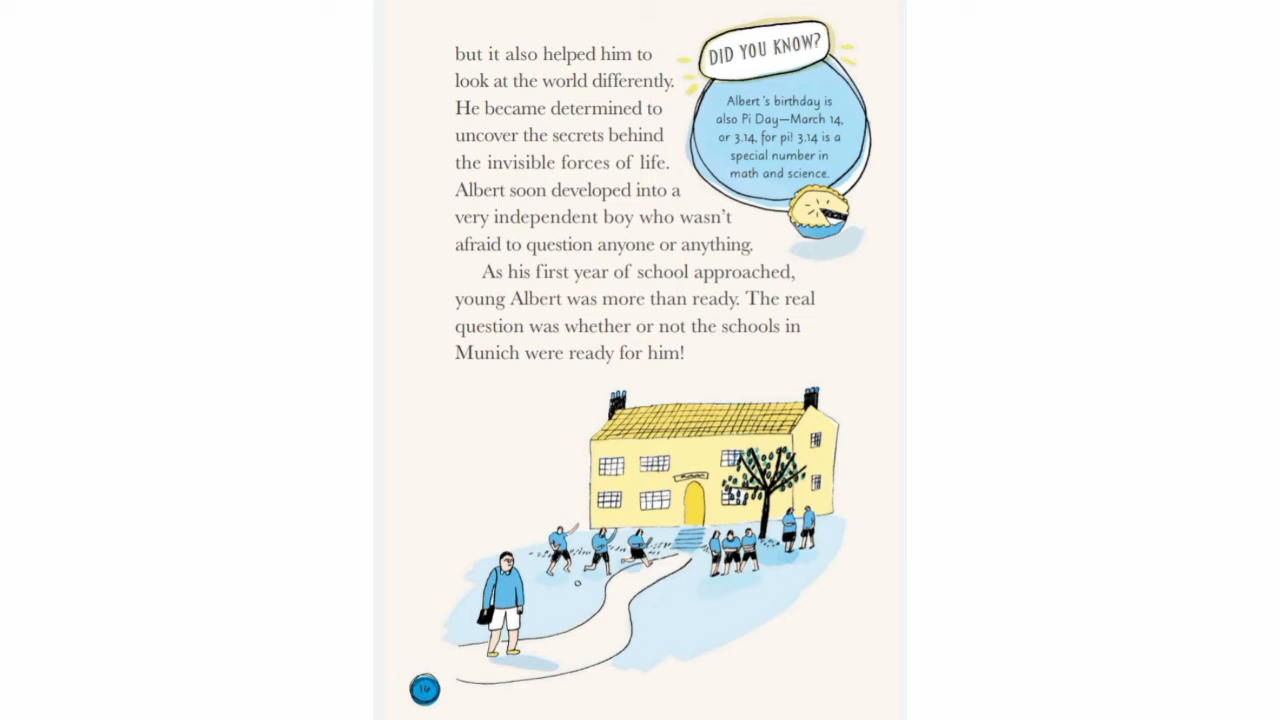 but it also helped him to
look at the world differently.
He became determined to
uncover the secrets behind
the invisible forces of life.
Albert soon developed into a
very independent boy who wasn’t
afraid to question anyone or anything.
As his first year of school approached,
young Albert was more than ready. The real
question was whether or not the schools in
Munich were ready for him!
DID YOU KNOW?
Albert’s birthday is
also Pi Day—March 14,
or 3.14, for pi! 3.14 is a
special number in
math and science.
16